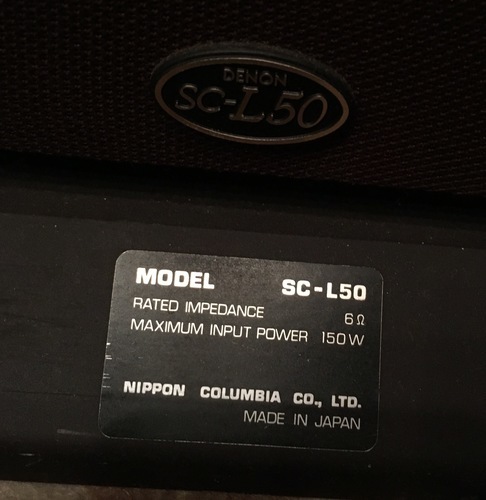 DENON
SC-L50
MODEL SC-L50
RATED IMPEDANCE 6Ω
MAXIMUM INPUT POWER 150W
NIPPON COLUMBIA CO., LTD.
MADE IN JAPAN